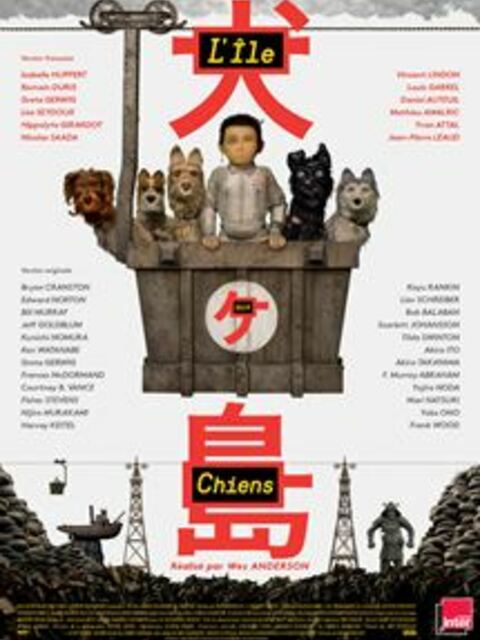 犬
L'Île
Version française
Isabelle HUPPERT
Romain DURIS
Greta GERWIG
Léa SEYDOUX
Hippolyte GIRARDOT
Nicolas SAADA
Vincent LINDON
Louis GARREL
Daniel AUTEUIL
Mathieu AMALRIC
Yvan ATTAL
Jean-Pierre LEAUD
ヶ
aux
Version originale
Bryan CRANSTON
Edward NORTON
Bill MURRAY
Jeff GOLDBLUM
Kunichi NOMURA
Ken WATANABE
Greta GERWIG
Frances McDORMAND
Courtney B. VANCE
Fisher STEVENS
Nijiro MURAKAMI
Harvey KEITEL
Koyu RANKIN
Liev SCHREIBER
Bob BALABAN
Scarlett JOHANSSON
Tilda SWINTON
Akira ITO
Akira TAKAYAMA
F. Murray ABRAHAM
Yojiro NODA
Mari NATSUKI
Yoko ONO
Frank WOOD
島
Chiens
Réalisé par Wes ANDERSON
inter